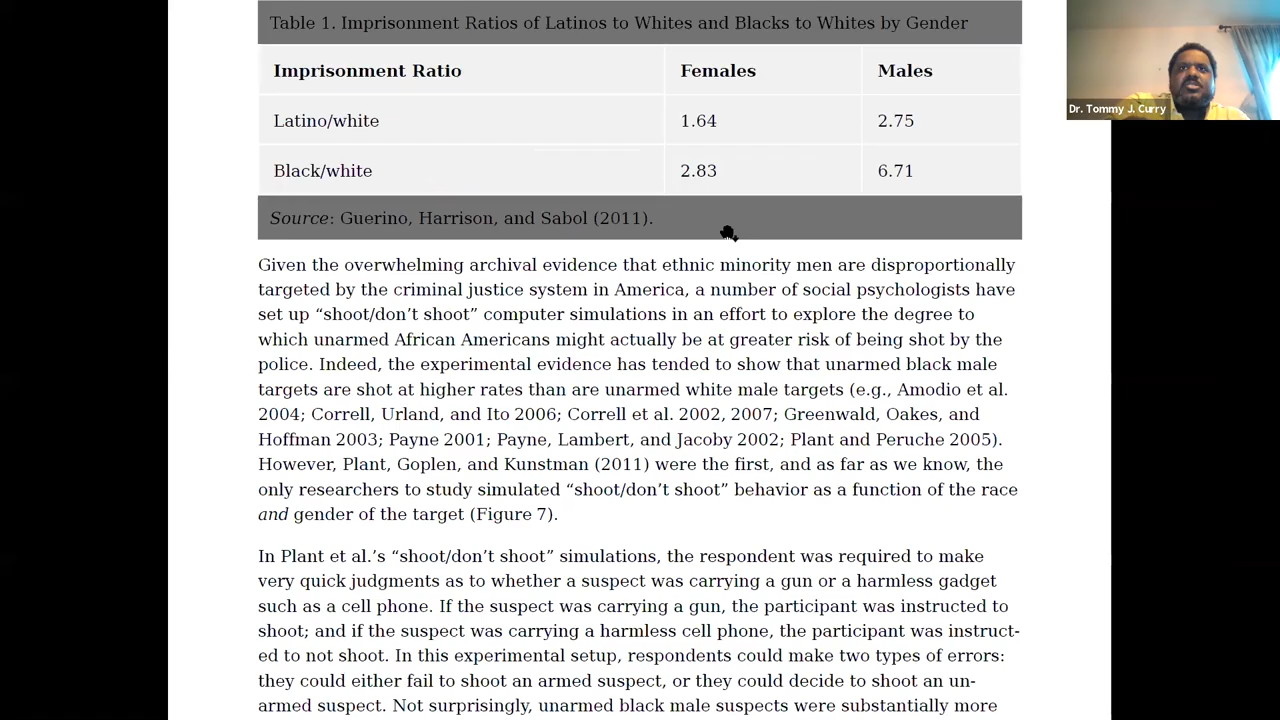 Table 1. Imprisonment Ratios of Latinos to Whites and Blacks to Whites by Gender
Imprisonment Ratio Females Males
Latino/white 1.64 2.75
Black/white 2.83 6.71
Source: Guerino, Harrison, and Sabol (2011).
Dr. Tommy J. Curry
Given the overwhelming archival evidence that ethnic minority men are disproportionally
targeted by the criminal justice system in America, a number of social psychologists have
set up “shoot/don’t shoot” computer simulations in an effort to explore the degree to
which unarmed African Americans might actually be at greater risk of being shot by the
police. Indeed, the experimental evidence has tended to show that unarmed black male
targets are shot at higher rates than are unarmed white male targets (e.g., Amodio et al.
2004; Correll, Urland, and Ito 2006; Correll et al. 2002, 2007; Greenwald, Oakes, and
Hoffman 2003; Payne 2001; Payne, Lambert, and Jacoby 2002; Plant and Peruche 2005).
However, Plant, Goplen, and Kunstman (2011) were the first, and as far as we know, the
only researchers to study simulated “shoot/don’t shoot” behavior as a function of the race
and gender of the target (Figure 7).
In Plant et al.’s “shoot/don’t shoot” simulations, the respondent was required to make
very quick judgments as to whether a suspect was carrying a gun or a harmless gadget
such as a cell phone. If the suspect was carrying a gun, the participant was instructed to
shoot; and if the suspect was carrying a harmless cell phone, the participant was instruct-
ed to not shoot. In this experimental setup, respondents could make two types of errors:
they could either fail to shoot an armed suspect, or they could decide to shoot an un-
armed suspect. Not surprisingly, unarmed black male suspects were substantially more